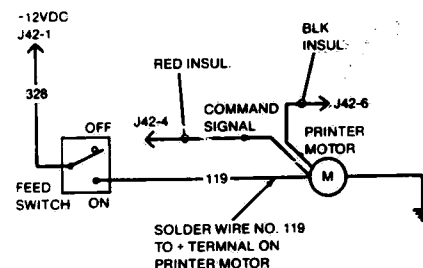 -12VDC
J42-1
BLK
INSUL.
RED INSUL.
328
OFF
J42-4
COMMAND
SIGNAL
J42-6
PRINTER
MOTOR
FEED
SWITCH
ON
119
M
SOLDER WIRE NO. 119
TO + TERMNAL ON
PRINTER MOTOR